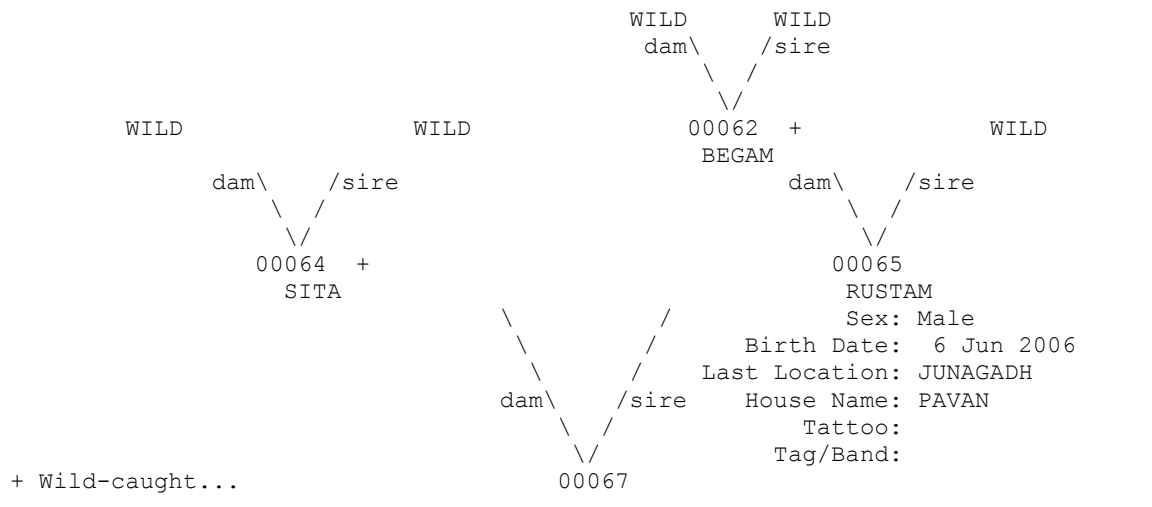 WILD WILD
dam\ /sire
\ /
\/
WILD WILD 00062 + WILD
BEGAM
dam\ /sire dam\ /sire
\ / \ /
\/ \/
00064 + 00065
SITA RUSTAM
\ / Sex: Male
\ / Birth Date: 6 Jun 2006
\ / Last Location: JUNAGADH
dam\ /sire House Name: PAVAN
\ / Tattoo:
\/ Tag/Band:
+ Wild-caught... 00067